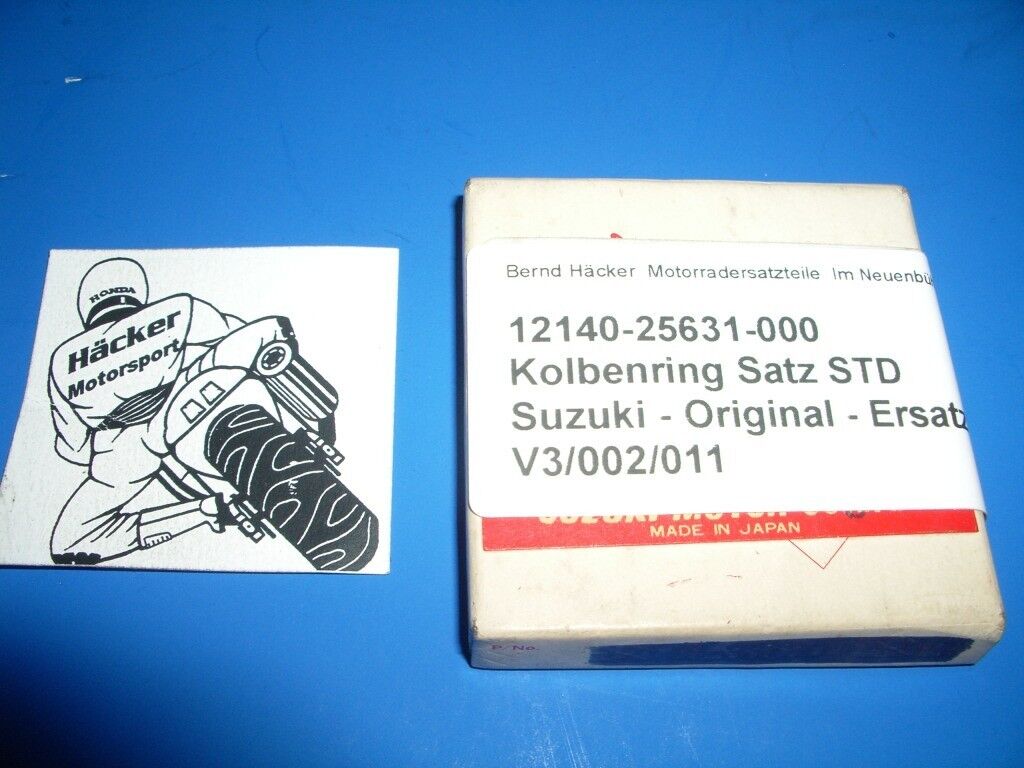 HONDA
Häcker
Motorsport
Bernd Häcker Motorradersatzteile Im
12140-25631-000
Kolbenring Satz STD
Suzuki - Original - Ersatz
V3/002/011
MADE IN JAPAN
P/No.